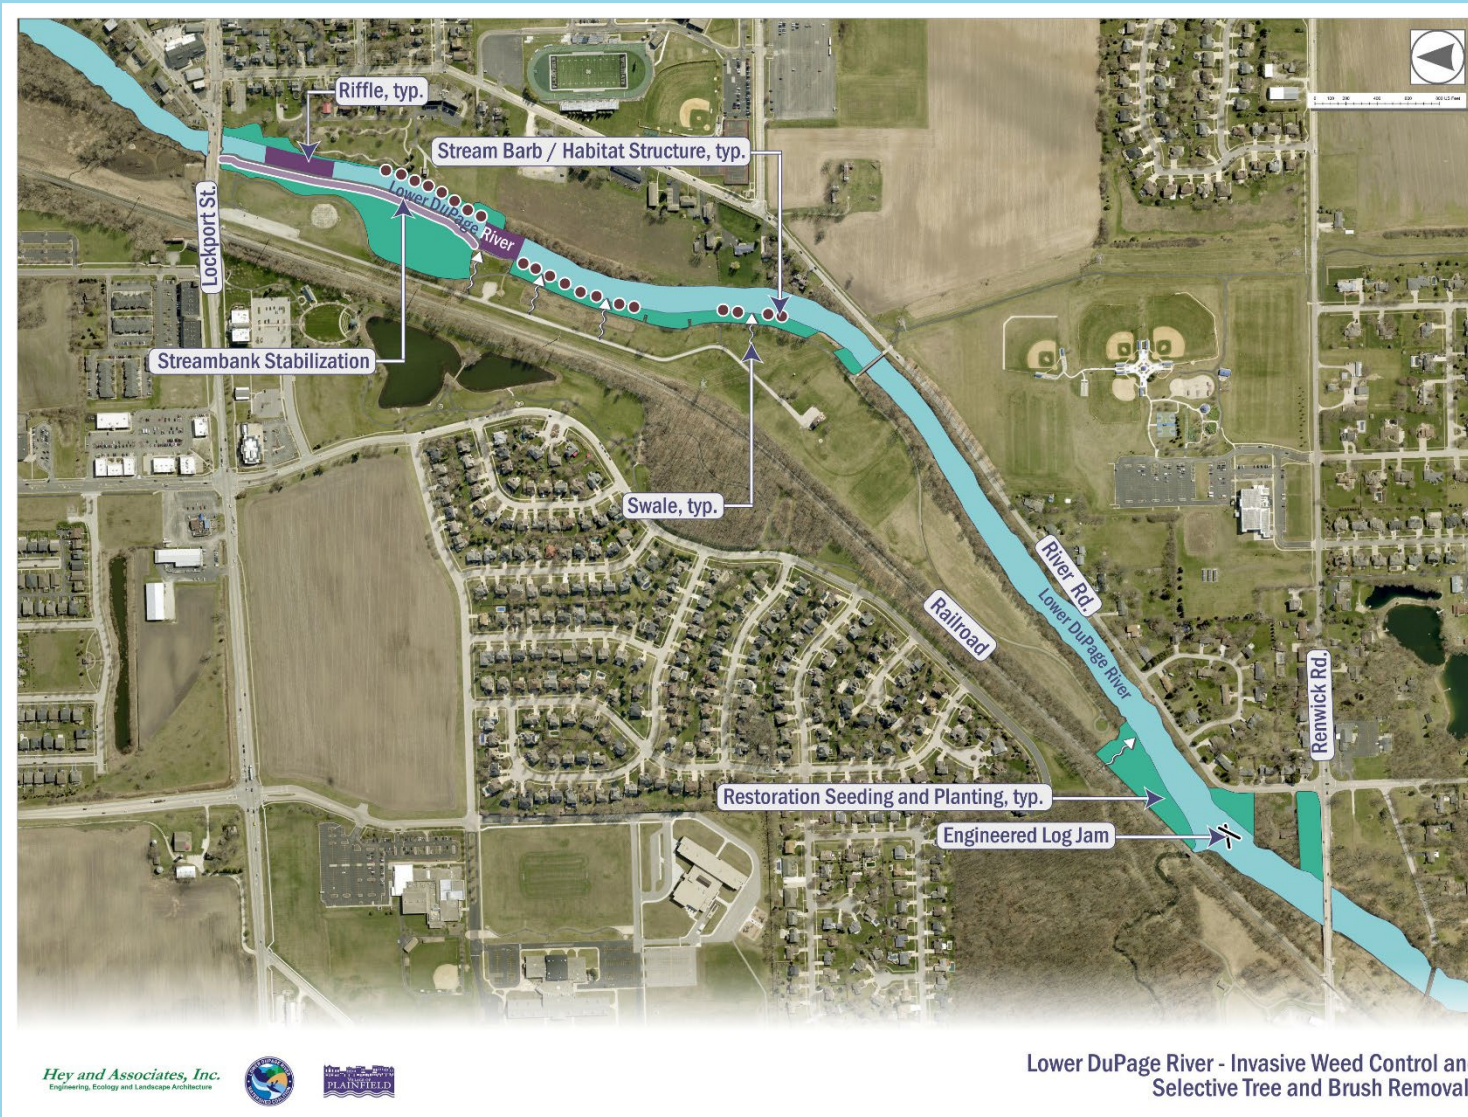 Riffle, typ.
Stream Barb / Habitat Structure, typ.
Lockport St.
Lower DuPage River
Streambank Stabilization
Swale, typ.
River Rd.
Lower DuPage River
Railroad
Renwick Rd.
Restoration Seeding and Planting, typ.
Engineered Log Jam
Hey and Associates, Inc.
Engineering, Ecology and Landscape Architecture
PLAINFIELD
Lower DuPage River - Invasive Weed Control and
Selective Tree and Brush Removal